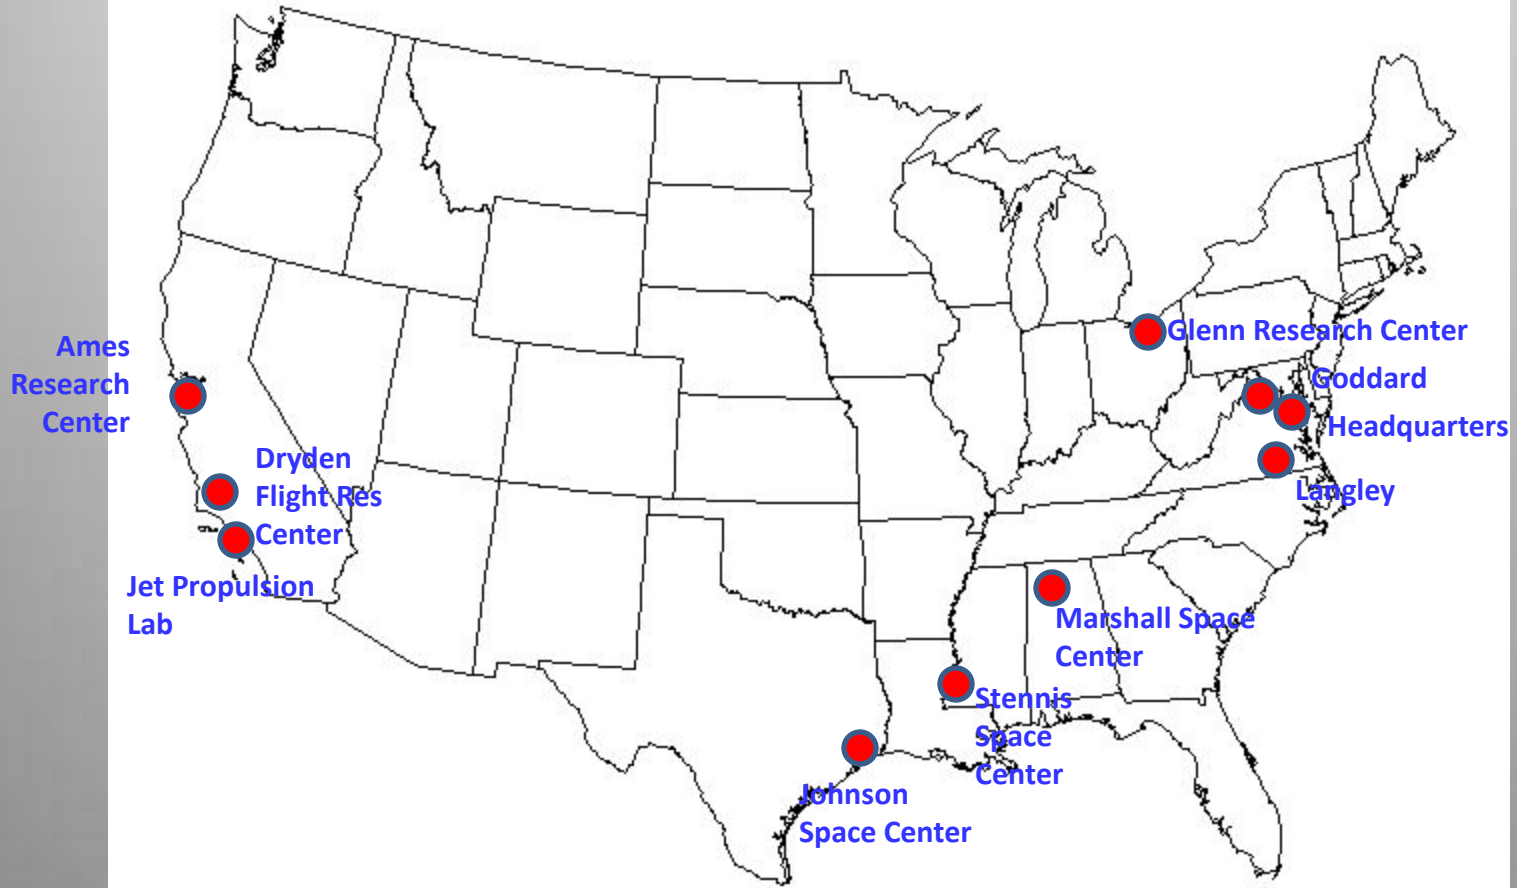 Ames
Research
Center
Dryden
Flight Res
Center
Jet Propulsion
Lab
Glenn Research Center
Goddard
Headquarters
Langley
Marshall Space
Center
Stennis
Space
Center
Johnson
Space Center